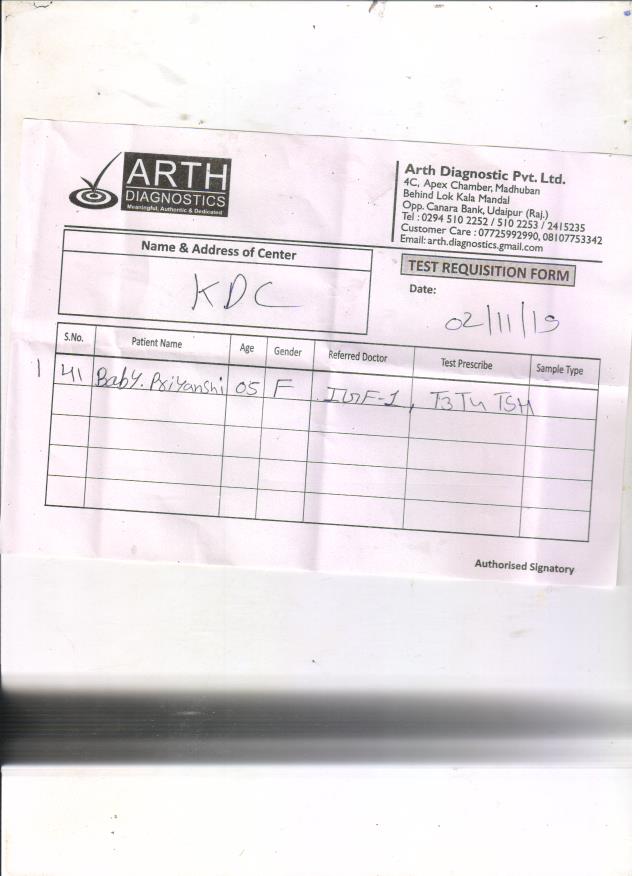 ARTH
DIAGNOSTICS
Meaningful, Authentic & Dedicated
Arth Diagnostic Pvt. Ltd.
4C, Apex Chamber, Madhuban
Behind Lok Kala Mandal
Opp. Canara Bank, Udaipur (Raj.)
Tel : 0294 510 2252 / 510 2253 / 2415235
Customer Care : 07725992990, 08107753342
Email: arth.diagnostics.gmail.com
Name & Address of Center
KDC
TEST REQUISITION FORM
Date:
02/11/19
S.No. Patient Name Age Gender Referred Doctor Test Prescribe Sample Type
1 41 Baby. Priyanshi 05 F IGF-1, T3 T4 TSH
Authorised Signatory